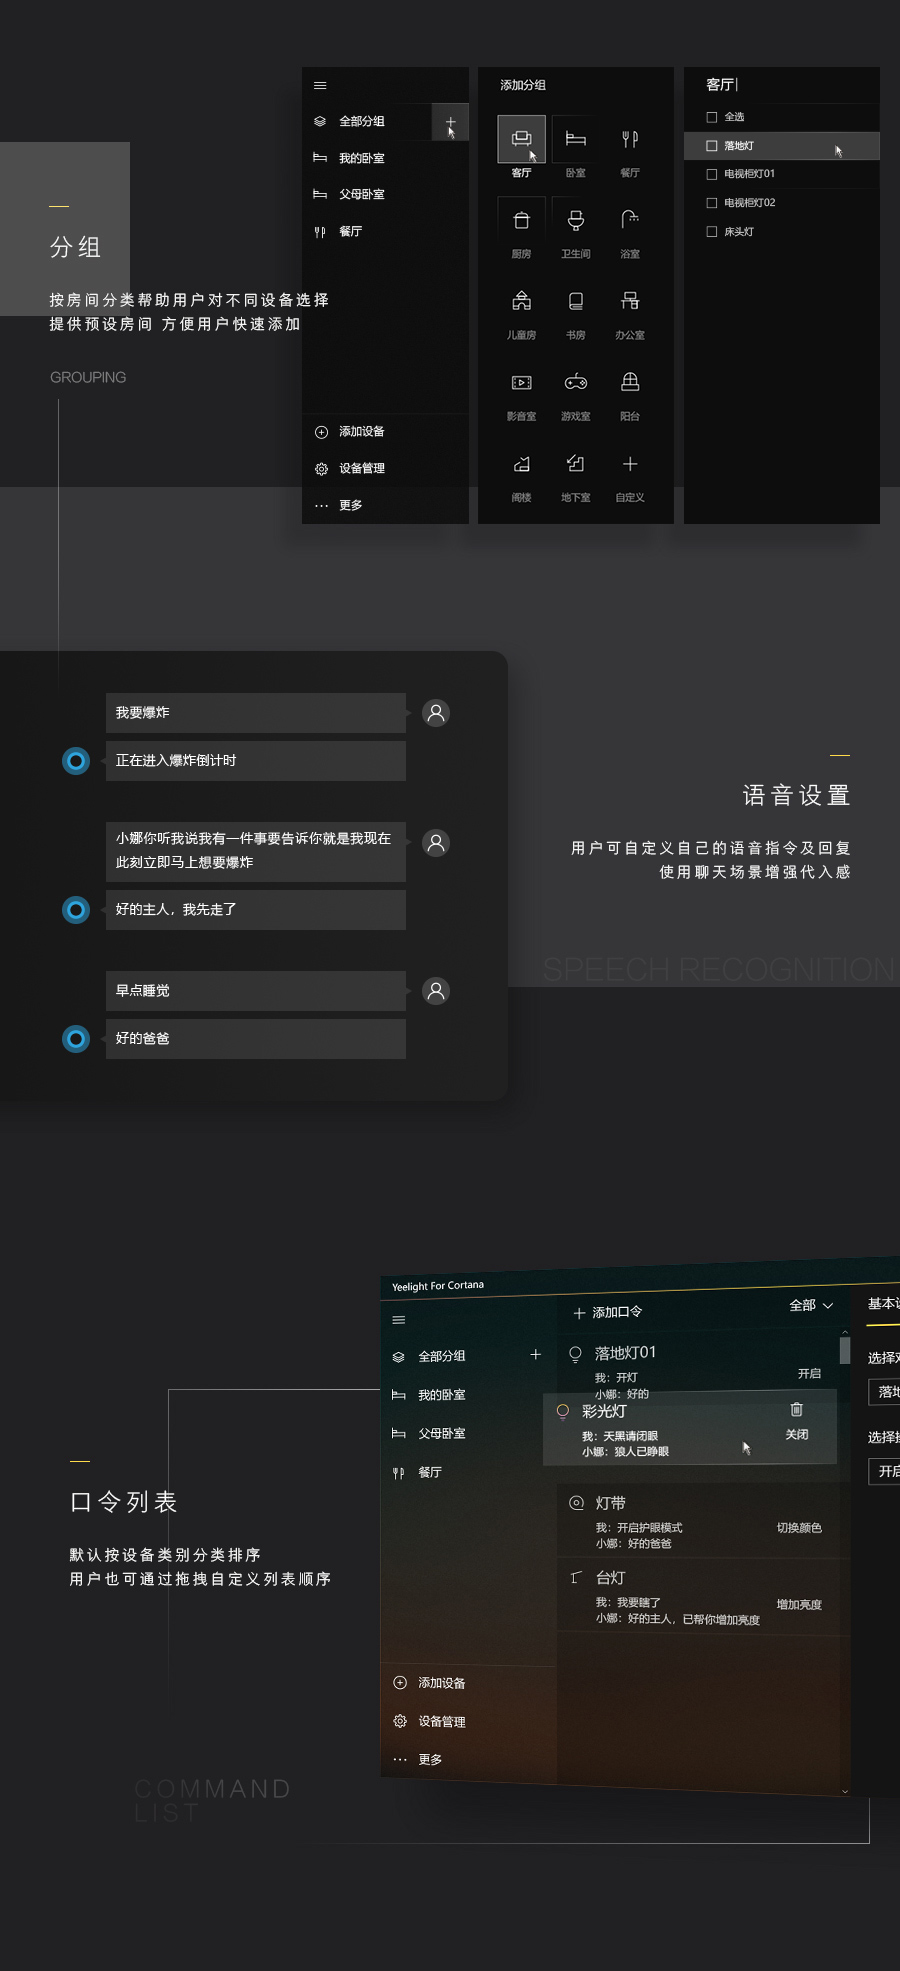 分组
按房间分类帮助用户对不同设备选择
提供预设房间 方便用户快速添加
GROUPING
全部分组
我的卧室
父母卧室
餐厅
添加设备
设备管理
更多
添加分组
客厅 卧室 餐厅
厨房 卫生间 浴室
儿童房 书房 办公室
影音室 游戏室 阳台
阁楼 地下室 自定义
客厅
全选
落地灯
电视柜灯01
电视柜灯02
床头灯
我要爆炸
正在进入爆炸倒计时
小娜你听我说我有一件事要告诉你就是我现在
此刻立即马上想要爆炸
好的主人，我先走了
早点睡觉
好的爸爸
语音设置
用户可自定义自己的语音指令及回复
使用聊天场景增强代入感
SPEECH RECOGNITION
口令列表
默认按设备类别分类排序
用户也可通过拖拽自定义列表顺序
COMMAND
LIST
Yeelight For Cortana
全部分组
我的卧室
父母卧室
餐厅
添加设备
设备管理
更多
添加口令 全部
落地灯01
我：开灯 开启
小娜：好的
彩光灯
我：天黑请闭眼 关闭
小娜：狼人已睁眼
灯带
我：开启护眼模式 切换颜色
小娜：好的爸爸
台灯
我：我要瞎了 增加亮度
小娜：好的主人，已帮你增加亮度
基本
选择
落地
选择
开启